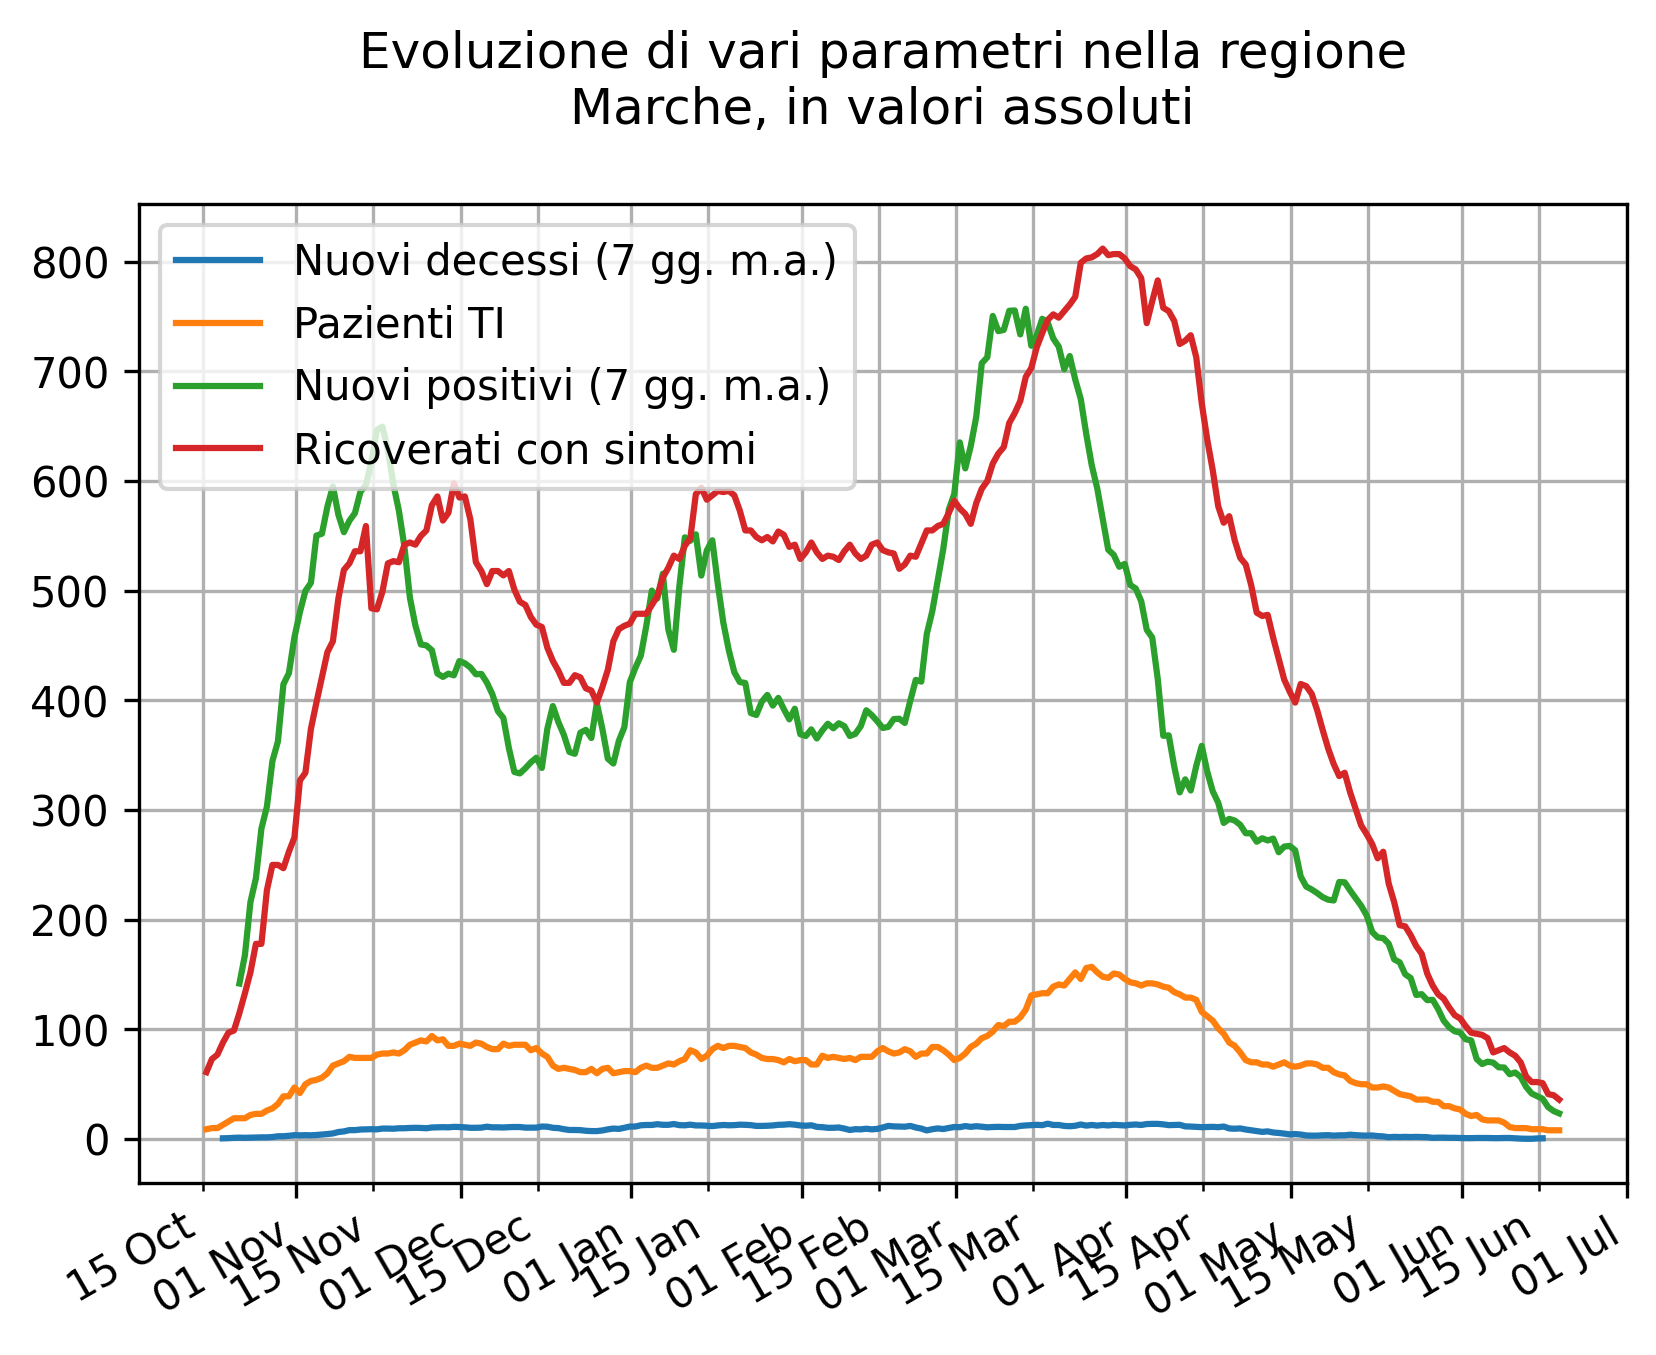 Evoluzione di vari parametri nella regione
Marche, in valori assoluti
Nuovi decessi (7 gg. m.a.)
Pazienti TI
Nuovi positivi (7 gg. m.a.)
Ricoverati con sintomi
800
700
600
500
400
300
200
100
0
15 Oct
01 Nov
15 Nov
01 Dec
15 Dec
01 Jan
15 Jan
01 Feb
15 Feb
01 Mar
15 Mar
01 Apr
15 Apr
01 May
15 May
01 Jun
15 Jun
01 Jul